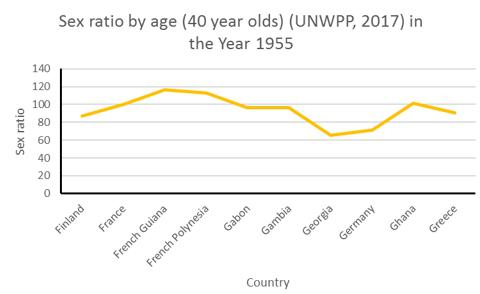 Sex ratio by age (40 year olds) (UNWPP, 2017) in
the Year 1955
140
120
100
80
60
40
20
0
Sex ratio
Finland
France
French Guiana
French Polynesia
Gabon
Gambia
Georgia
Germany
Ghana
Greece
Country